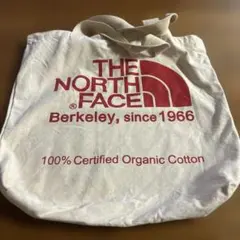 THE
NORTH
FACE
®
Berkeley, since 1966
100% Certified Organic Cotton